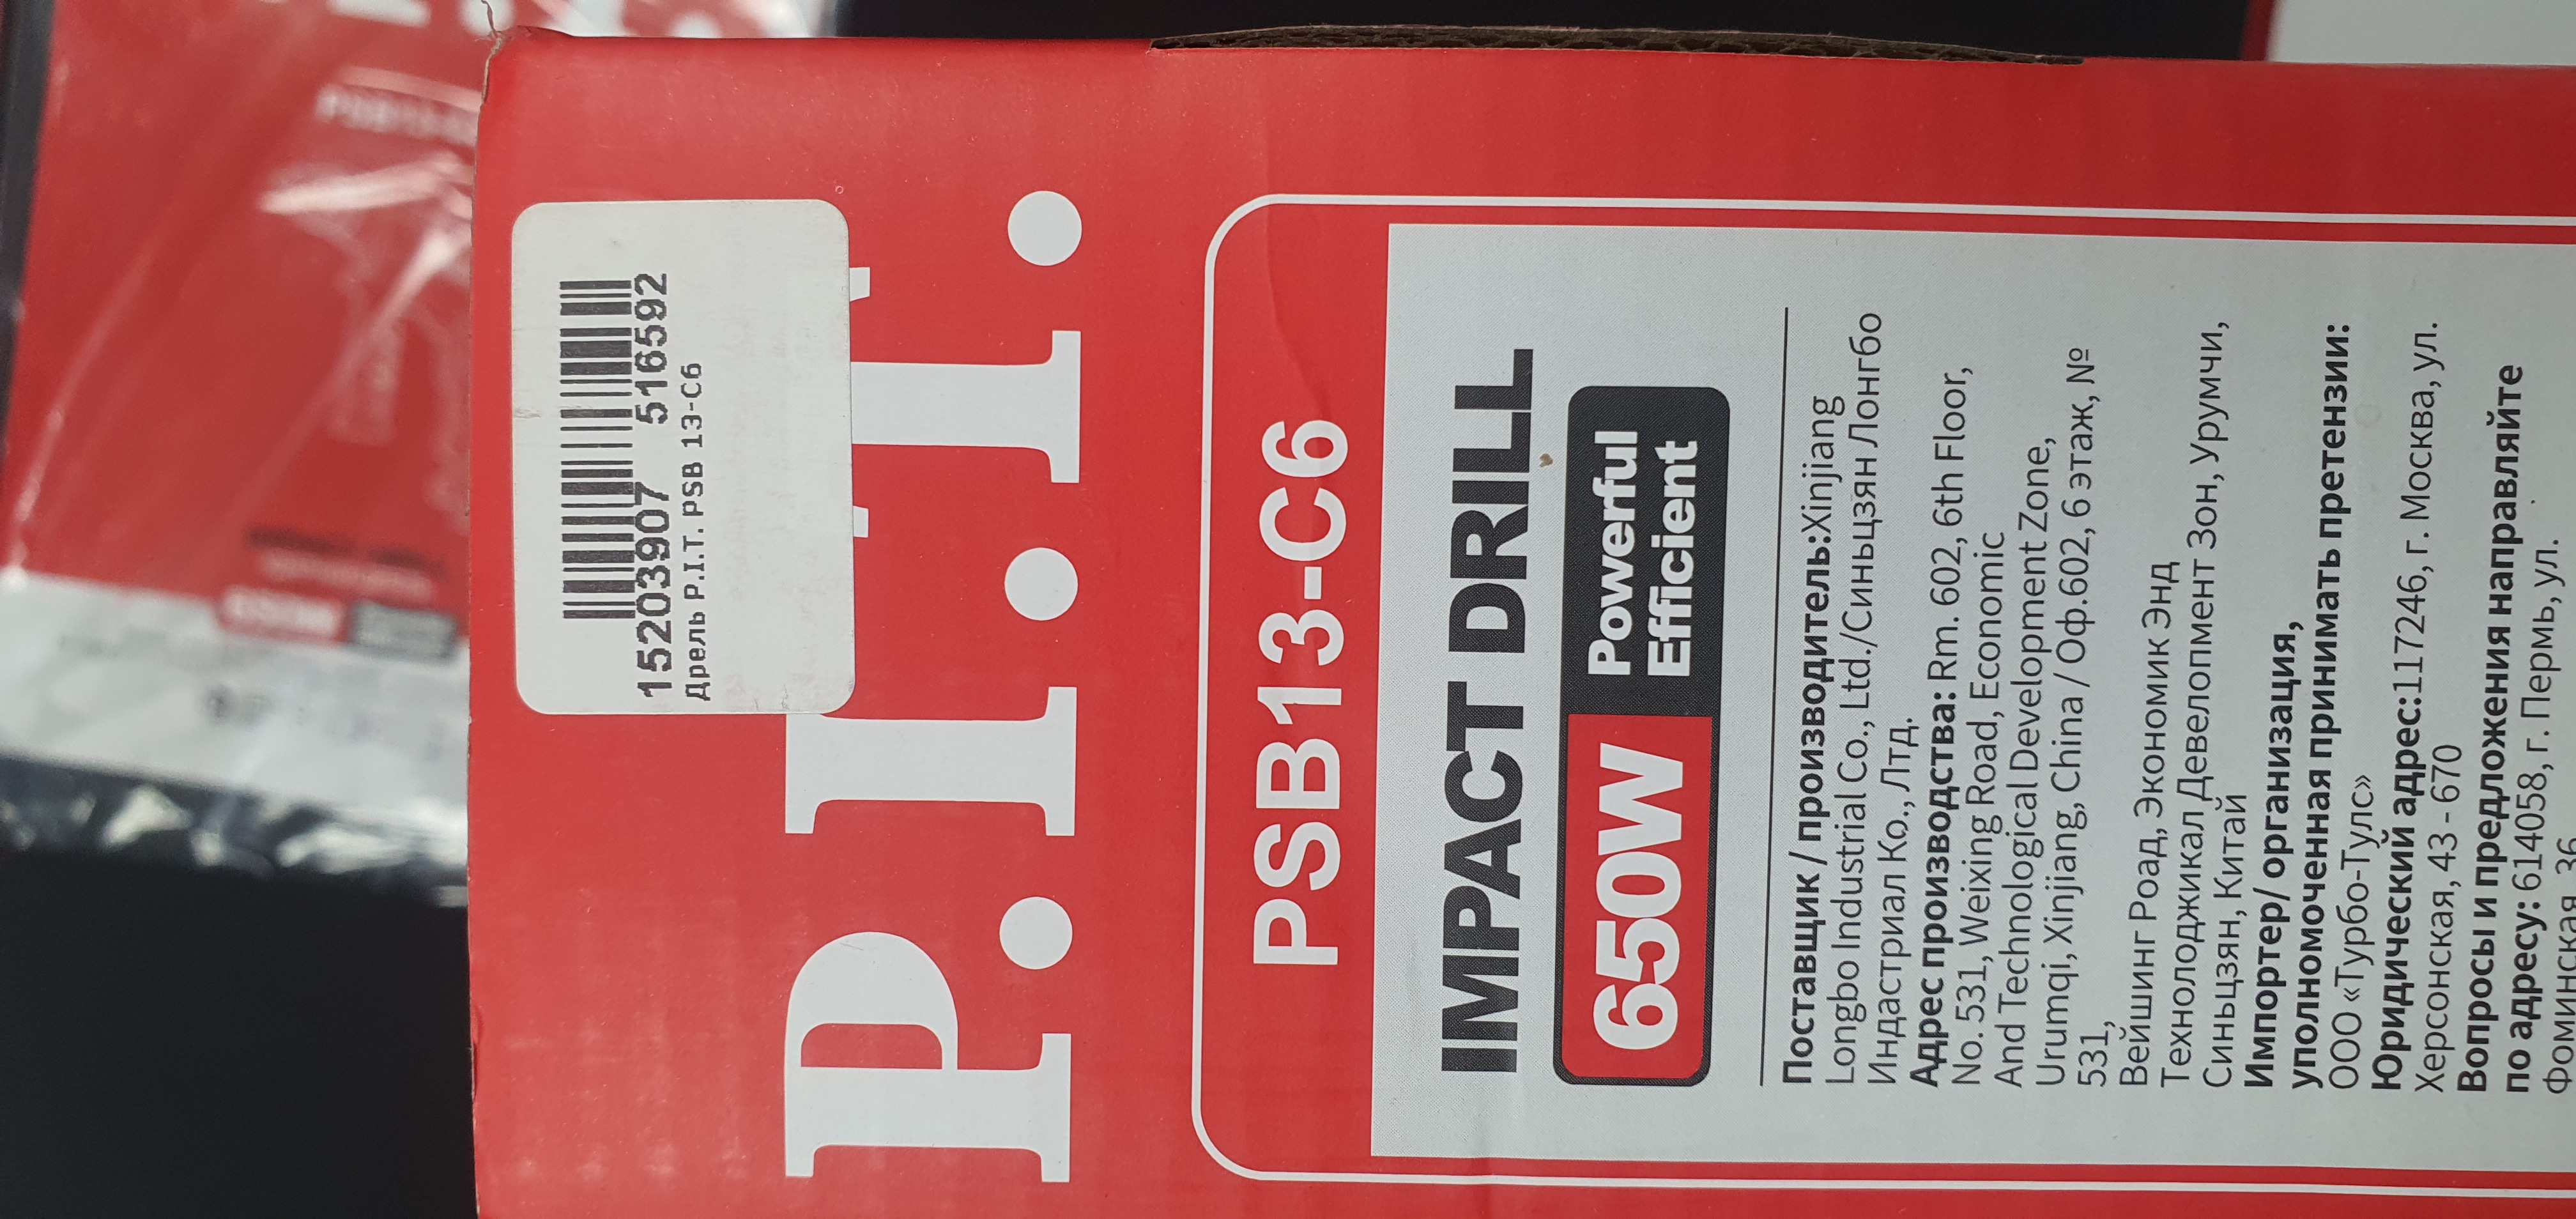 15203907 516592
Дрель P.I.T. PSB 13-C6
P.I.T.
PSB13-C6
IMPACT DRILL
650W
Powerful
Efficient
Поставщик / производитель:Xinjiang
Longbo Industrial Co., Ltd./Синьцзян Лонгбо
Индастриал Ко., Лтд.
Адрес производства: Rm. 602, 6th Floor,
No. 531, Weixing Road, Economic
And Technological Development Zone,
Urumqi, Xinjiang, China / Оф.602, 6 этаж, №
531,
Вейшинг Роад, Экономик Энд
Технолоджикал Девелопмент Зон, Урумчи,
Синьцзян, Китай
Импортер/ организация,
уполномоченная принимать претензии:
ООО «Турбо-Тулс»
Юридический адрес:117246, г. Москва, ул.
Херсонская, 43 - 670
Вопросы и предложения направляйте
по адресу: 614058, г. Пермь, ул.
Фоминская, 36